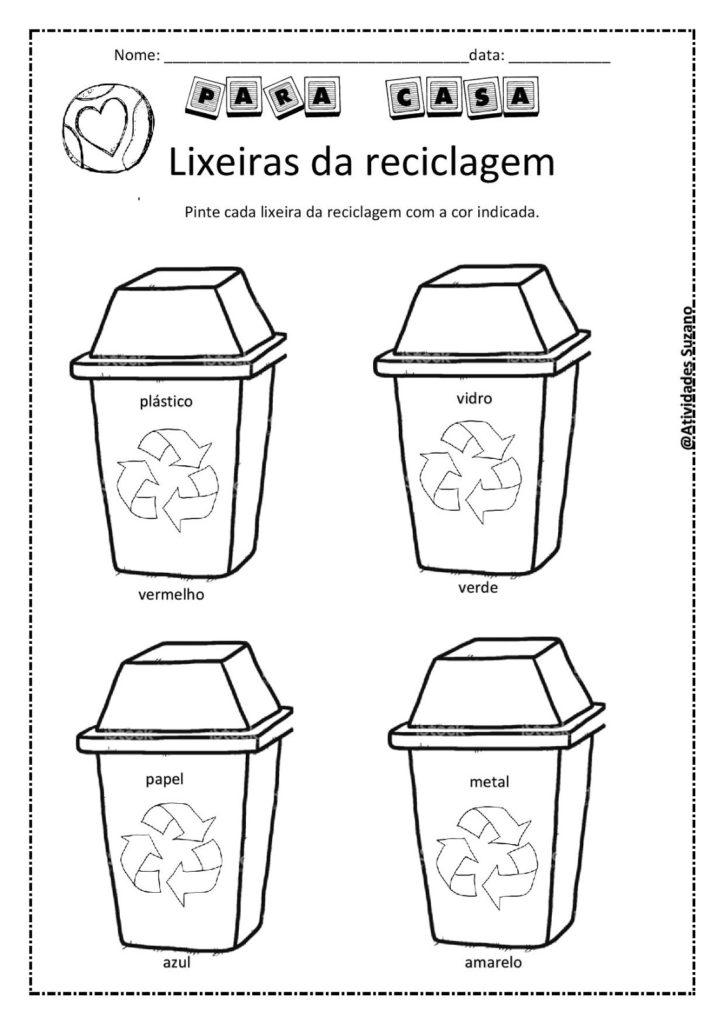 Nome: ___________________________________data: ____________
PARA CASA
Lixeiras da reciclagem
Pinte cada lixeira da reciclagem com a cor indicada.
plástico
vidro
vermelho
verde
papel
metal
azul
amarelo
@Atividades Suzano